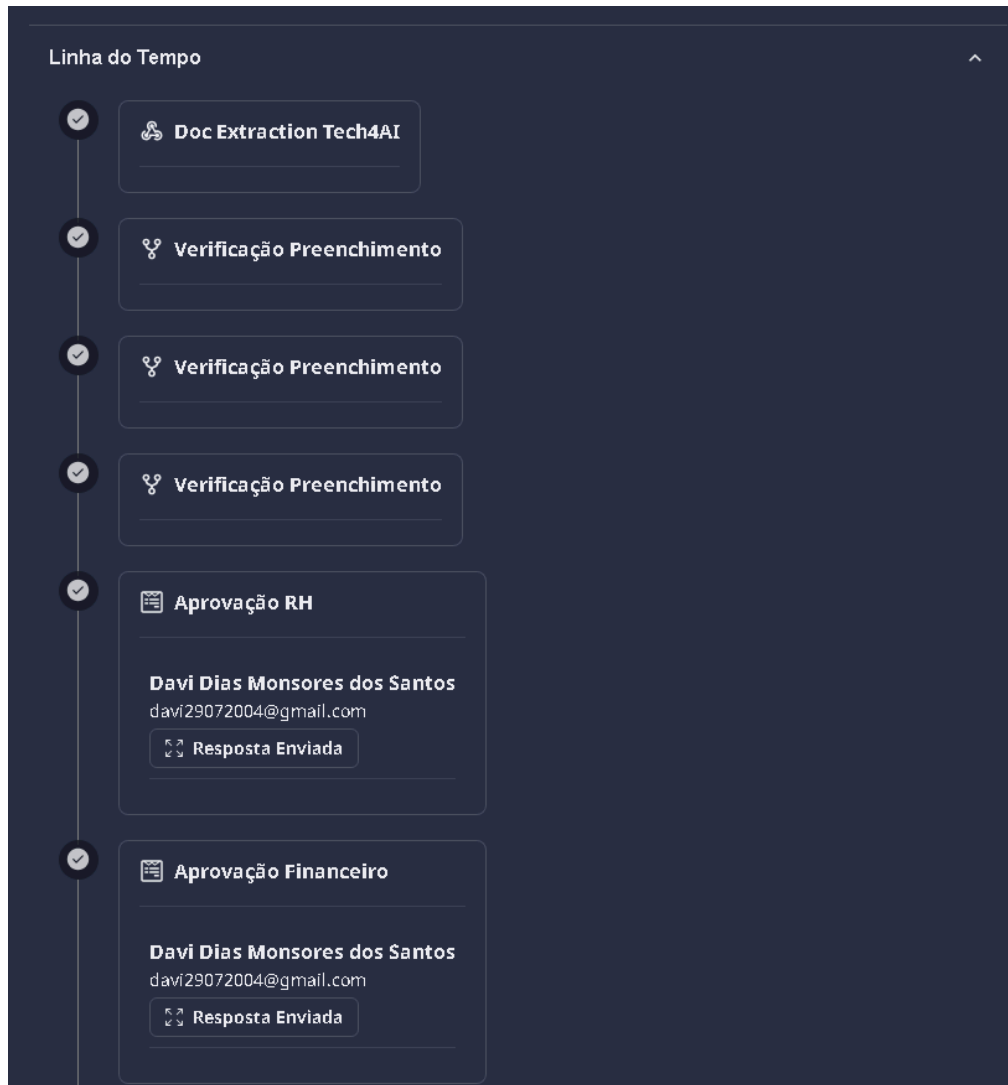 Linha do Tempo
Doc Extraction Tech4AI
Verificação Preenchimento
Verificação Preenchimento
Verificação Preenchimento
Aprovação RH
Davi Dias Monsores dos Santos
davi29072004@gmail.com
Resposta Enviada
Aprovação Financeiro
Davi Dias Monsores dos Santos
davi29072004@gmail.com
Resposta Enviada